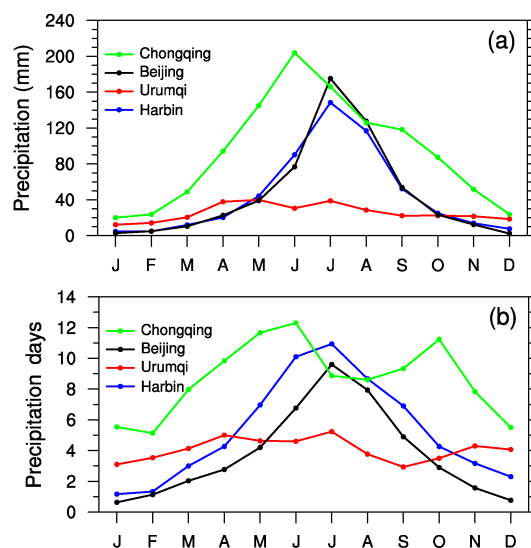 240
(a)
200
Chongqing
Beijing
160
Urumqi
Harbin
120
80
40
0
Precipitation (mm)
J F M A M J J A S O N D
14
(b)
12
Chongqing
Beijing
10
Urumqi
Harbin
8
6
4
2
0
Precipitation days
J F M A M J J A S O N D